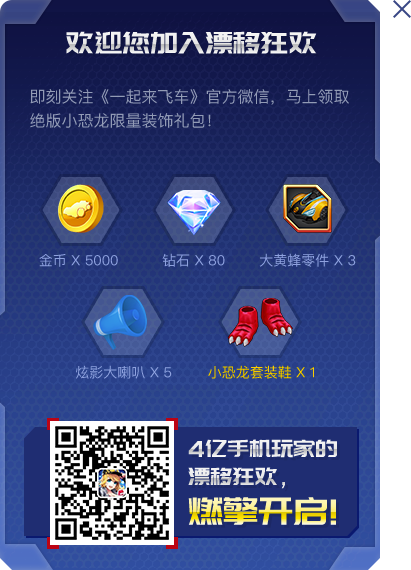 欢迎您加入漂移狂欢
即刻关注《一起来飞车》官方微信，马上领取
绝版小恐龙限量装饰礼包！
金币 X 5000
钻石 X 80
大黄蜂零件 X 3
炫影大喇叭 X 5
小恐龙套装鞋 X 1
4亿手机玩家的
漂移狂欢，
燃擎开启！